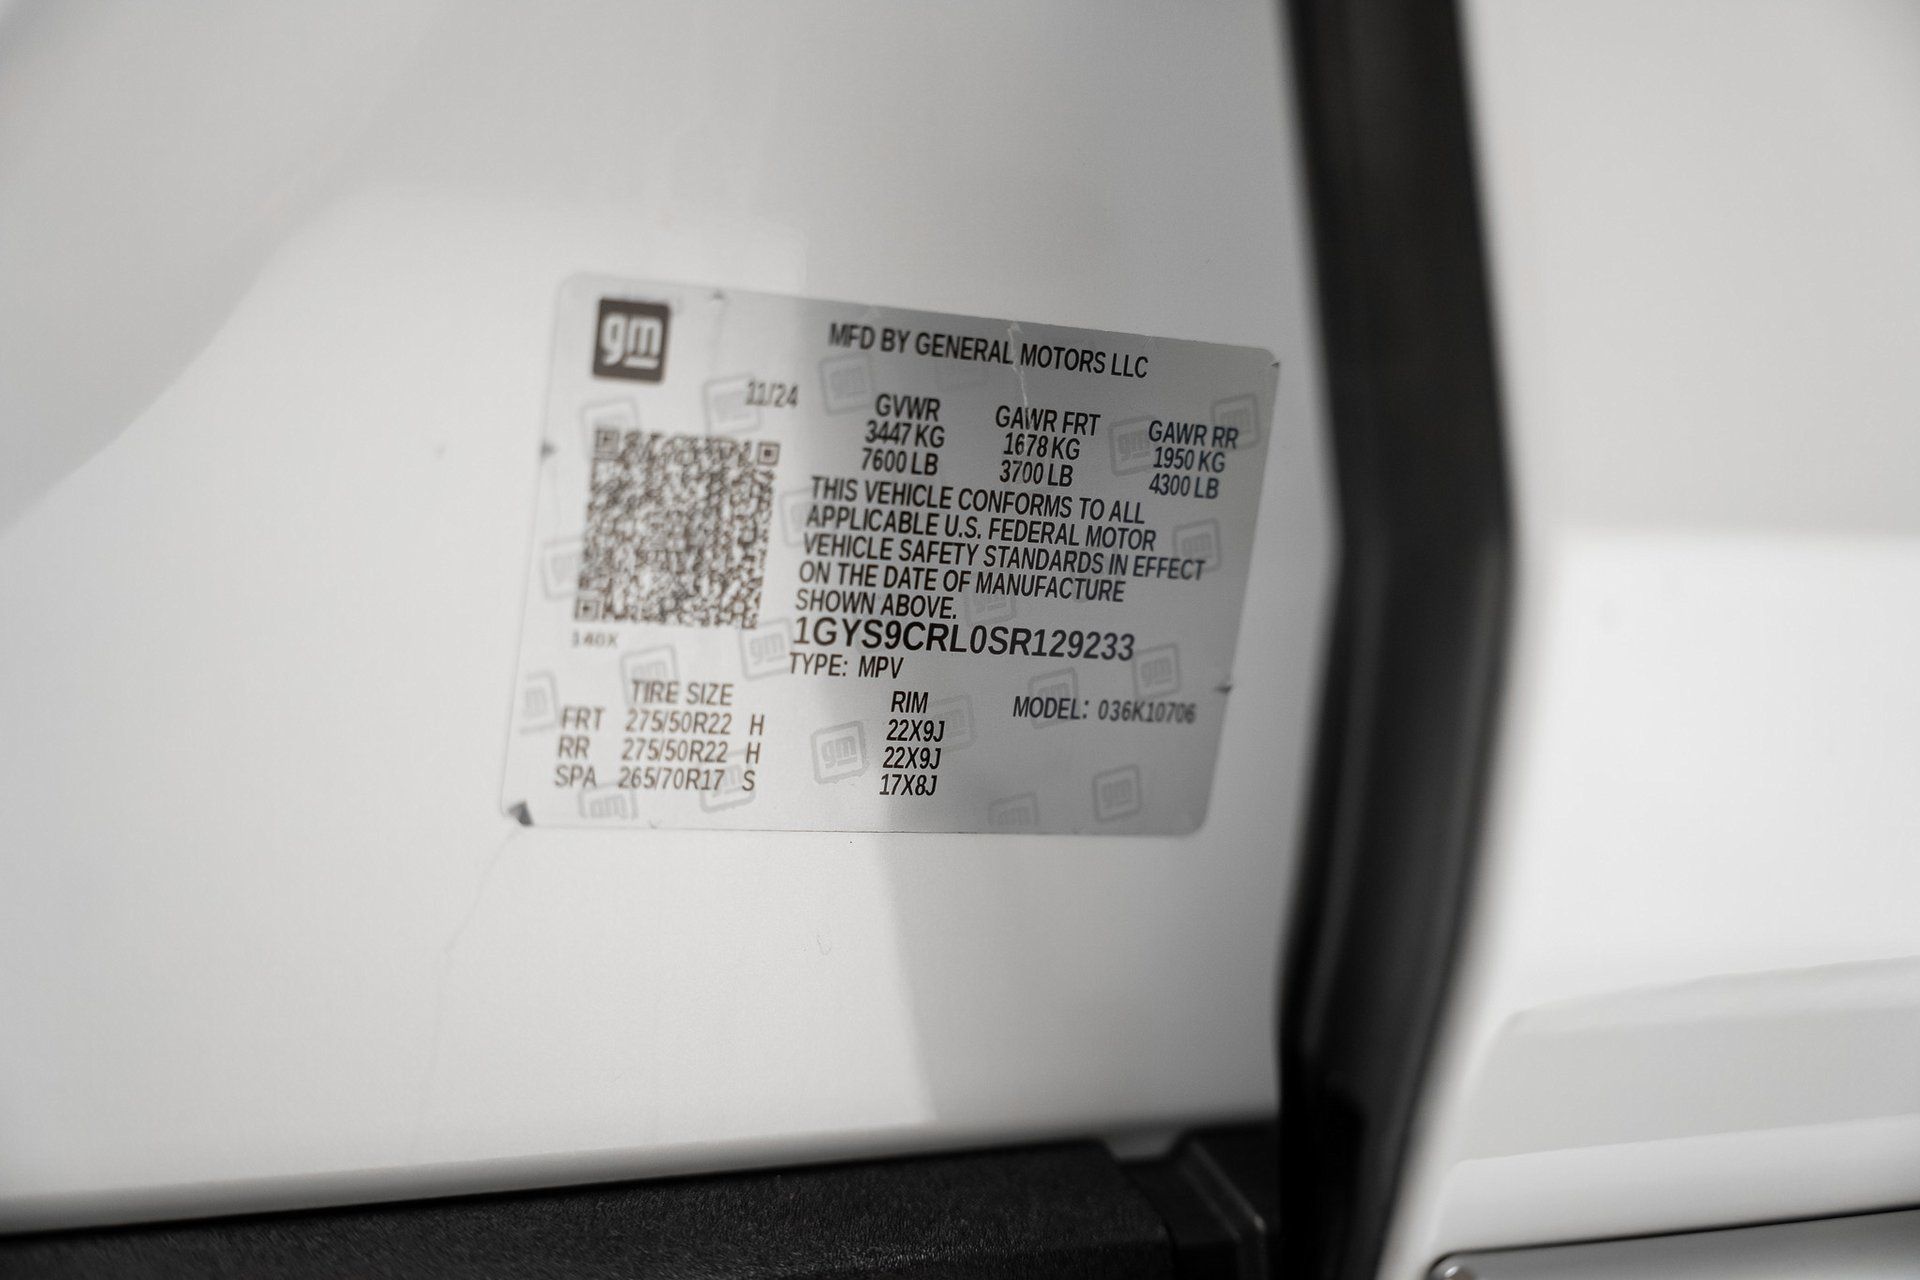 gm
MFD BY GENERAL MOTORS LLC
11/24
GVWR GAWR FRT GAWR RR
3447 KG 1678 KG 1950 KG
7600 LB 3700 LB 4300 LB
THIS VEHICLE CONFORMS TO ALL
APPLICABLE U.S. FEDERAL MOTOR
VEHICLE SAFETY STANDARDS IN EFFECT
ON THE DATE OF MANUFACTURE
SHOWN ABOVE.
140X
1GYS9CRL0SR129233
TYPE: MPV
TIRE SIZE RIM MODEL: 036K10706
FRT 275/50R22 H 22X9J
RR 275/50R22 H 22X9J
SPA 265/70R17 S 17X8J